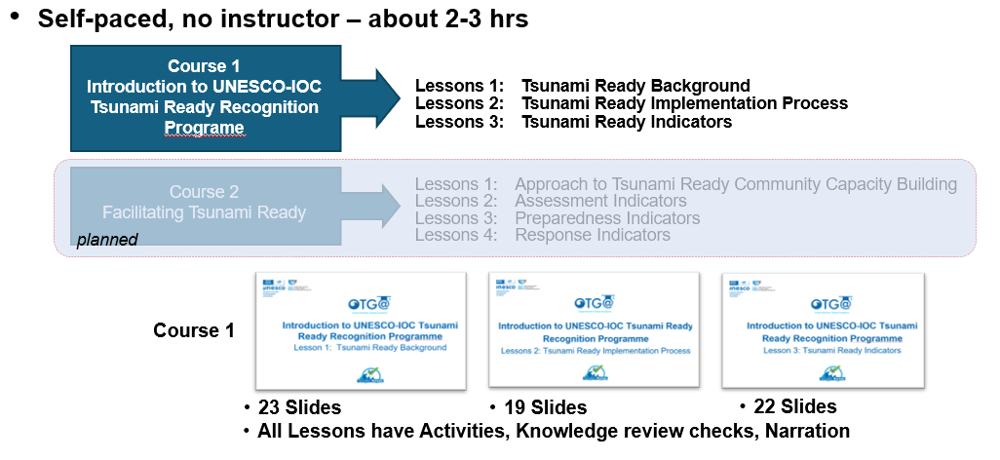 • Self-paced, no instructor – about 2-3 hrs
Course 1
Introduction to UNESCO-IOC
Tsunami Ready Recognition
Programe
Lessons 1: Tsunami Ready Background
Lessons 2: Tsunami Ready Implementation Process
Lessons 3: Tsunami Ready Indicators
Course 2
Facilitating Tsunami Ready
planned
Lessons 1: Approach to Tsunami Ready Community Capacity Building
Lessons 2: Assessment Indicators
Lessons 3: Preparedness Indicators
Lessons 4: Response Indicators
Course 1
unesco
OTG@
Introduction to UNESCO-IOC Tsunami
Ready Recognition Programme
Lesson 1: Tsunami Ready Background
unesco
OTG@
Introduction to UNESCO-IOC Tsunami Ready
Recognition Programme
Lessons 2: Tsunami Ready Implementation Process
unesco
OTG@
Introduction to UNESCO-IOC Tsunami
Ready Recognition Programme
Lesson 3: Tsunami Ready Indicators
• 23 Slides
• 19 Slides
• 22 Slides
• All Lessons have Activities, Knowledge review checks, Narration